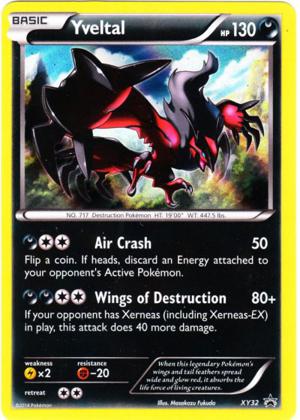 BASIC
Yveltal HP 130
NO. 717 Destruction Pokémon HT. 19'00" WT. 447.5 lbs.
Air Crash 50
Flip a coin. If heads, discard an Energy attached to
your opponent's Active Pokémon.
Wings of Destruction 80+
If your opponent has Xerneas (including Xerneas-EX)
in play, this attack does 40 more damage.
weakness resistance
×2 -20
retreat
When this legendary Pokémon's
wings and tail feathers spread
wide and glow red, it absorbs the
life force of living creatures.
Illus. Masakazu Fukuda
©2014 Pokémon XY32